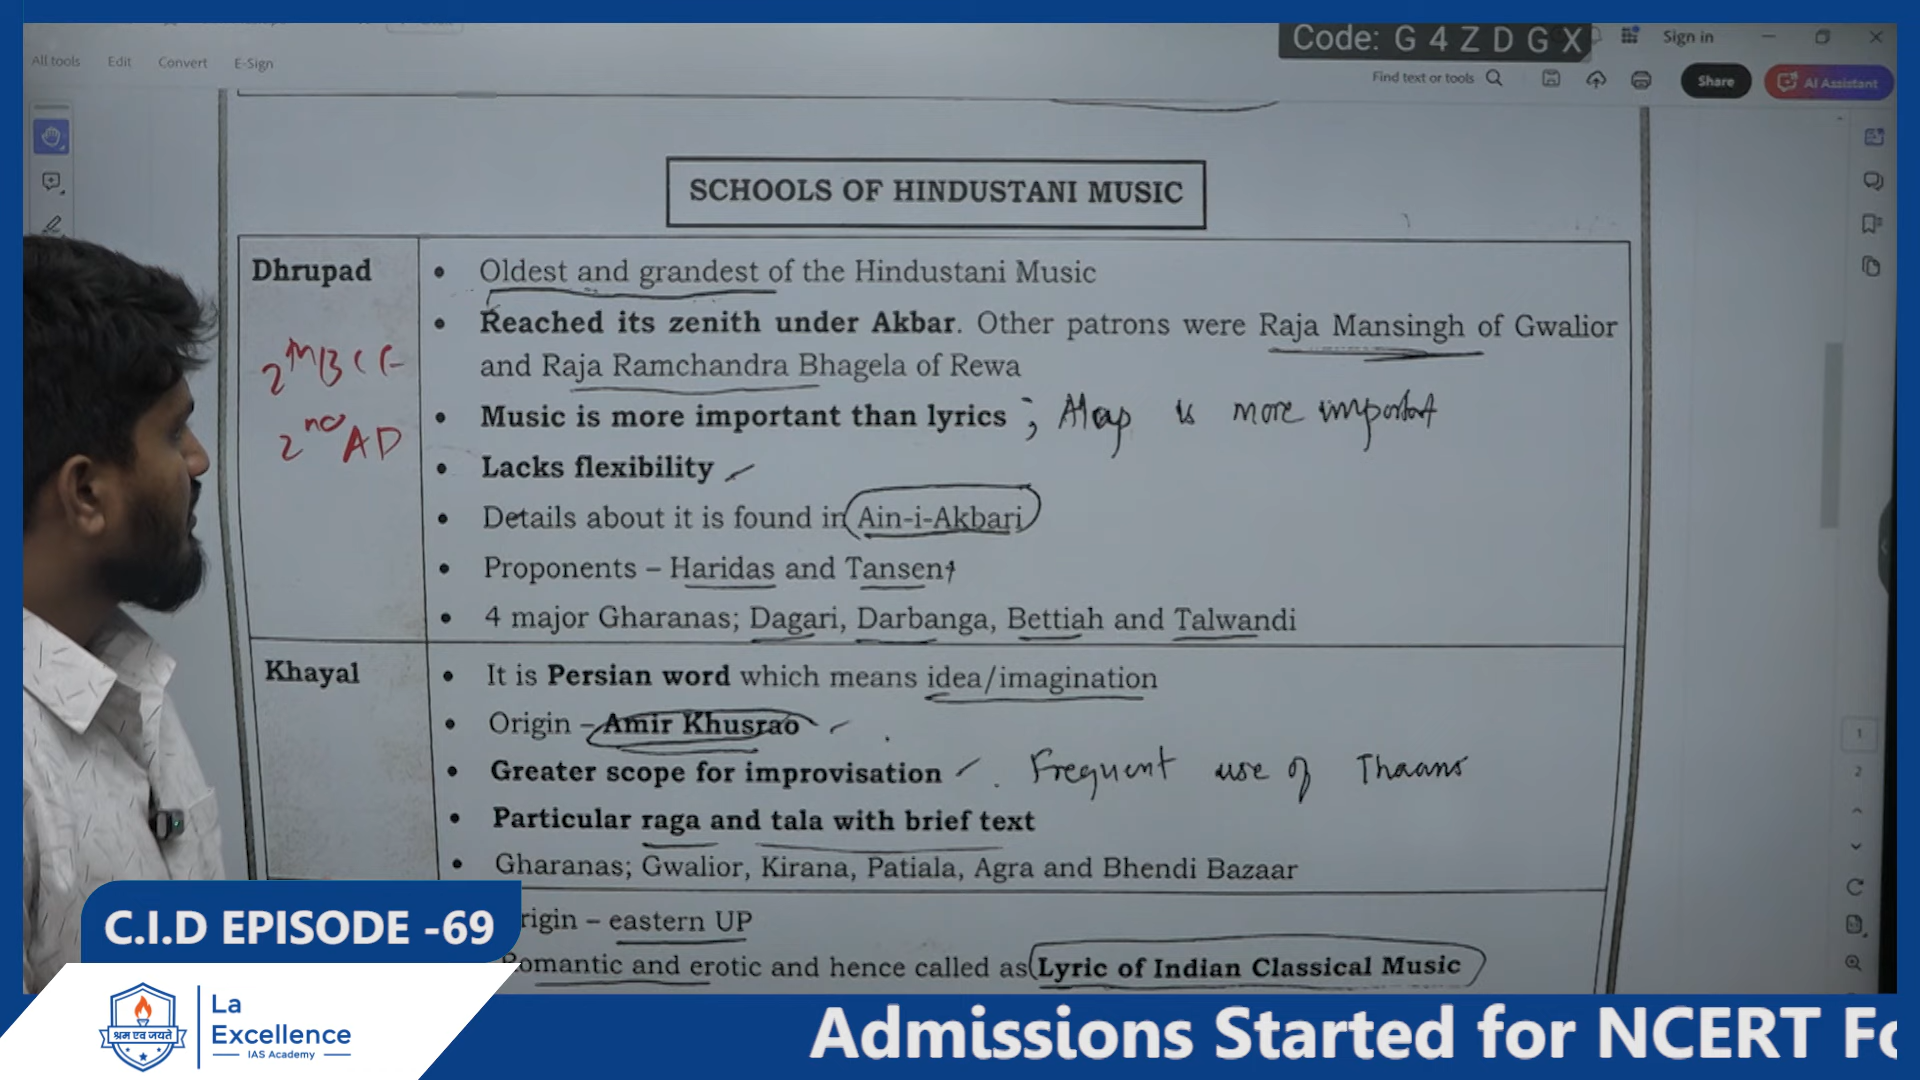 Code: G 4 Z D G X
Sign in
All tools
Edit
Convert
E-Sign
Find text or tools
Share
AI Assistant
SCHOOLS OF HINDUSTANI MUSIC
Dhrupad
• Oldest and grandest of the Hindustani Music
• Reached its zenith under Akbar. Other patrons were Raja Mansingh of Gwalior
and Raja Ramchandra Bhagela of Rewa
• Music is more important than lyrics ; Alap is more important
• Lacks flexibility
• Details about it is found in Ain-i-Akbari
• Proponents – Haridas and Tansen
• 4 major Gharanas; Dagari, Darbanga, Bettiah and Talwandi
2nd AD
Khayal
• It is Persian word which means idea/imagination
• Origin – Amir Khusrao
• Greater scope for improvisation . Frequent use of Thaans
• Particular raga and tala with brief text
• Gharanas; Gwalior, Kirana, Patiala, Agra and Bhendi Bazaar
rigin – eastern UP
Romantic and erotic and hence called as Lyric of Indian Classical Music
1
2
C.I.D EPISODE -69
श्रम एव जयते
La
Excellence
IAS Academy
Admissions Started for NCERT Fo